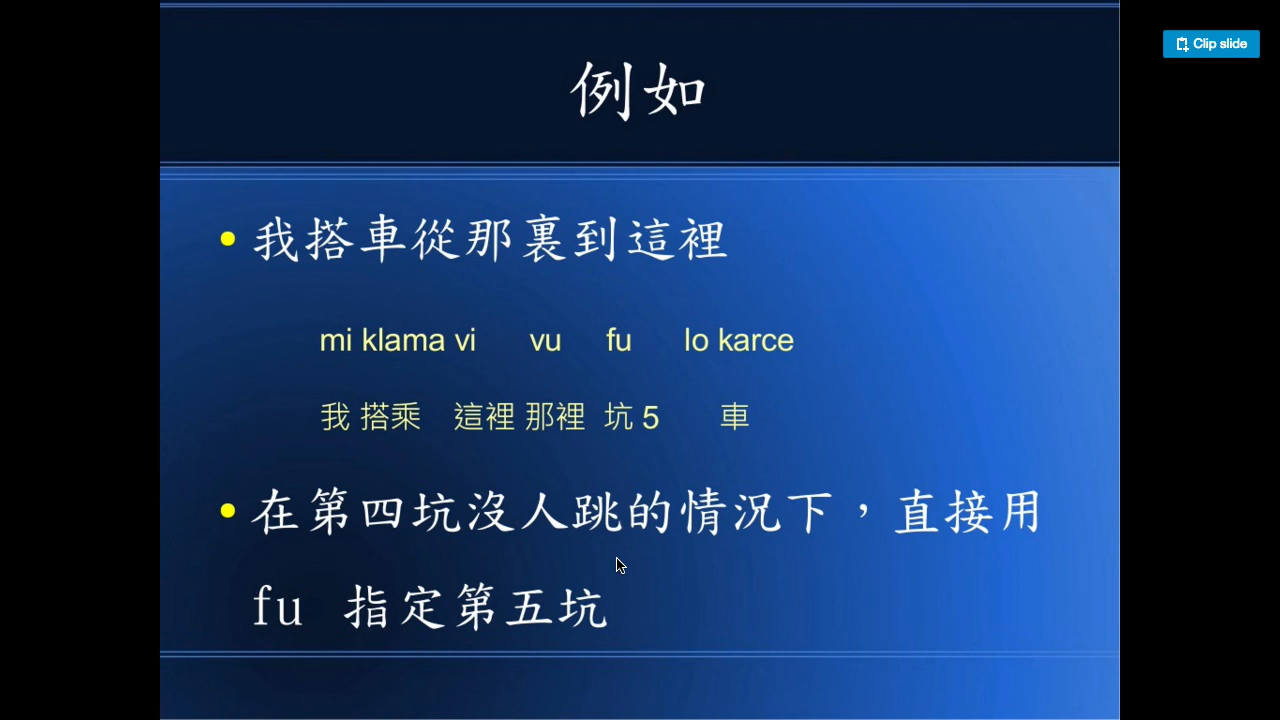 Clip slide
例如
我搭車從那裏到這裡
mi klama vi vu fu lo karce
我 搭乘 這裡 那裡 坑 5 車
在第四坑沒人跳的情況下，直接用
fu 指定第五坑